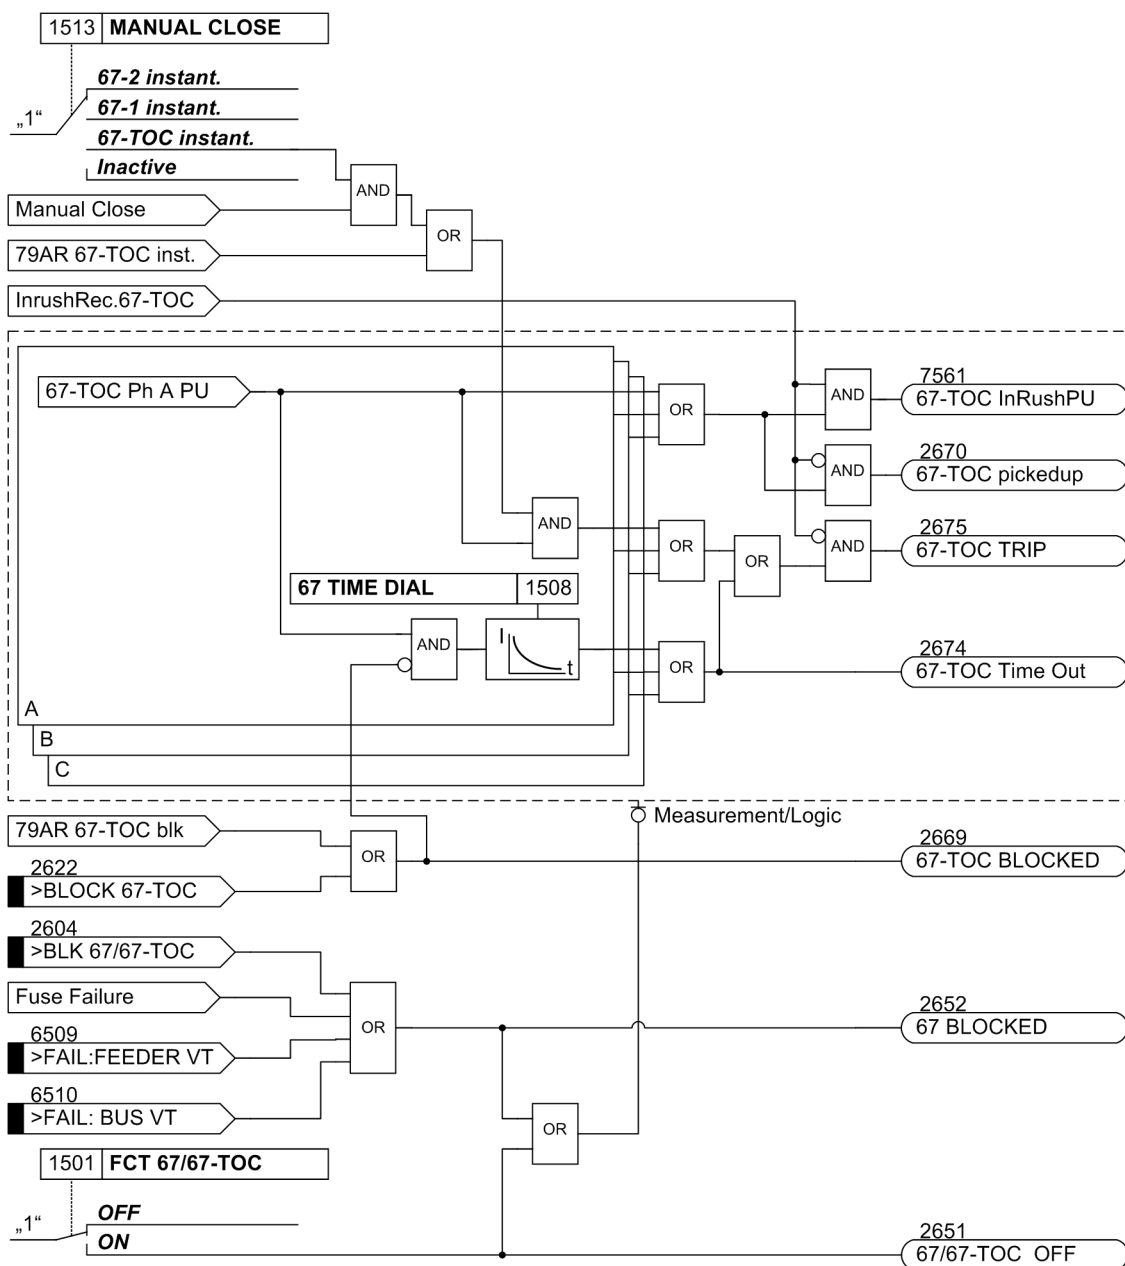 1513 MANUAL CLOSE
67-2 instant.
67-1 instant.
„1“
67-TOC instant.
Inactive
AND
Manual Close
OR
79AR 67-TOC inst.
InrushRec.67-TOC
67-TOC Ph A PU
OR
AND
7561
67-TOC InRushPU
AND
2670
67-TOC pickedup
AND
OR
OR
AND
2675
67-TOC TRIP
67 TIME DIAL 1508
AND
I
t
OR
2674
67-TOC Time Out
A
B
C
Measurement/Logic
79AR 67-TOC blk
OR
2669
67-TOC BLOCKED
2622
>BLOCK 67-TOC
2604
>BLK 67/67-TOC
Fuse Failure
OR
2652
67 BLOCKED
6509
>FAIL:FEEDER VT
6510
>FAIL: BUS VT
OR
1501 FCT 67/67-TOC
„1“
OFF
ON
2651
67/67-TOC OFF